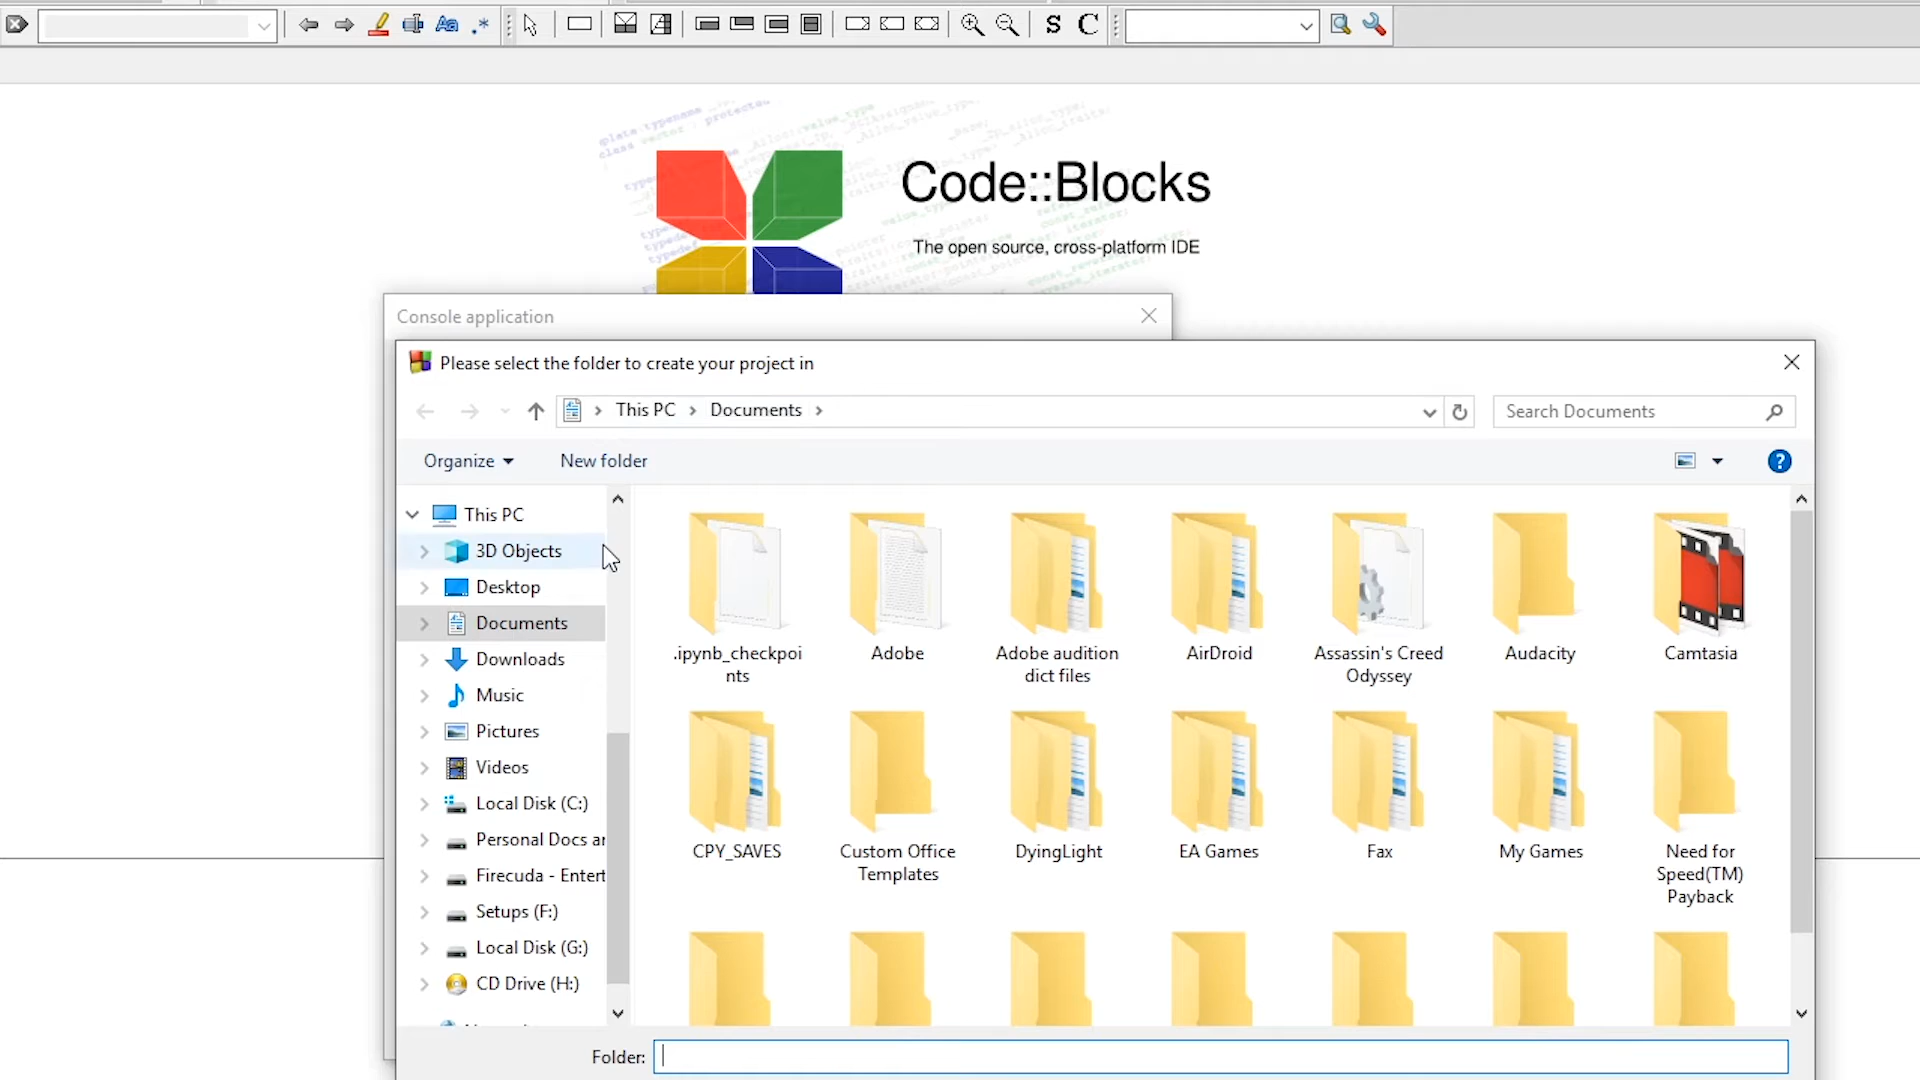 Aa .*
S C
Code::Blocks
The open source, cross-platform IDE
Console application
Please select the folder to create your project in
This PC > Documents >
Search Documents
Organize
New folder
?
This PC
3D Objects
Desktop
Documents
Downloads
Music
Pictures
Videos
Local Disk (C:)
Personal Docs ar
Firecuda - Entert
Setups (F:)
Local Disk (G:)
CD Drive (H:)
.ipynb_checkpoi
nts
Adobe
Adobe audition
dict files
AirDroid
Assassin's Creed
Odyssey
Audacity
Camtasia
CPY_SAVES
Custom Office
Templates
DyingLight
EA Games
Fax
My Games
Need for
Speed(TM)
Payback
Folder: